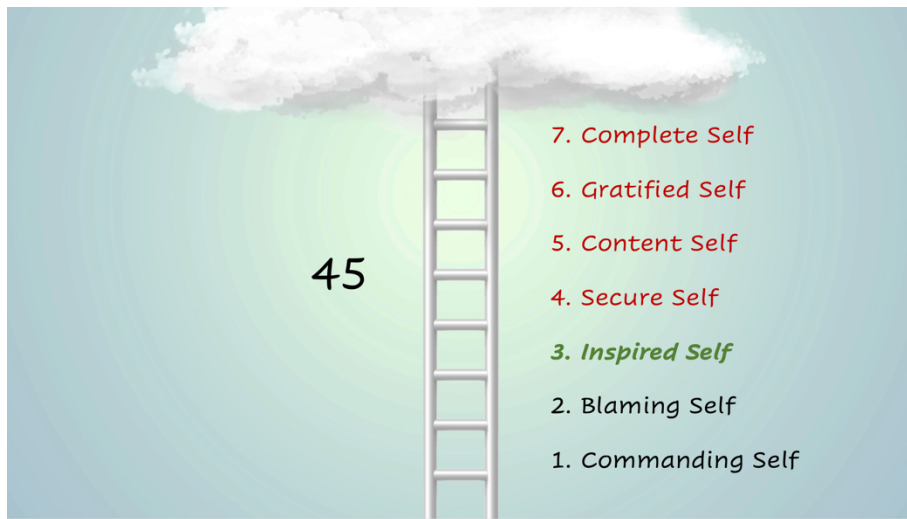 7. Complete Self
6. Gratified Self
5. Content Self
45
4. Secure Self
3. Inspired Self
2. Blaming Self
1. Commanding Self